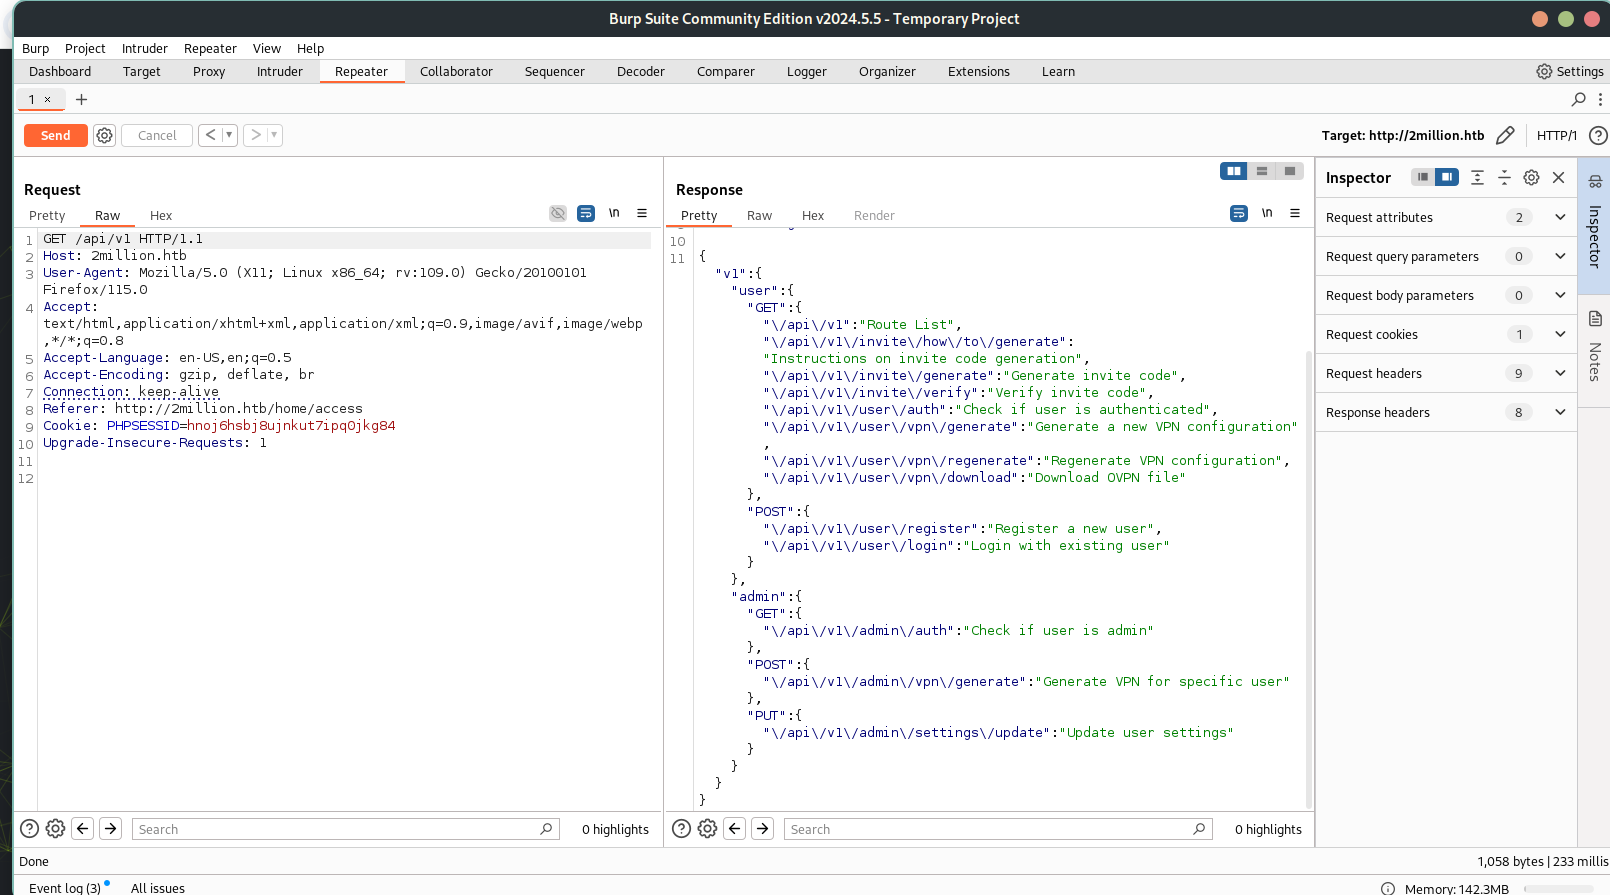 Burp Suite Community Edition v2024.5.5 - Temporary Project
Burp Project Intruder Repeater View Help
Dashboard Target Proxy Intruder Repeater Collaborator Sequencer Decoder Comparer Logger Organizer Extensions Learn Settings
1 × +
Send Cancel < > Target: http://2million.htb HTTP/1
Request
Pretty Raw Hex \n
1 GET /api/v1 HTTP/1.1
2 Host: 2million.htb
3 User-Agent: Mozilla/5.0 (X11; Linux x86_64; rv:109.0) Gecko/20100101
Firefox/115.0
4 Accept:
text/html,application/xhtml+xml,application/xml;q=0.9,image/avif,image/webp
,*/*;q=0.8
5 Accept-Language: en-US,en;q=0.5
6 Accept-Encoding: gzip, deflate, br
7 Connection: keep-alive
8 Referer: http://2million.htb/home/access
9 Cookie: PHPSESSID=hnoj6hsbj8ujnkut7ipq0jkg84
10 Upgrade-Insecure-Requests: 1
11
12
Search 0 highlights
Response
Pretty Raw Hex Render \n
10
11 {
"v1":{
"user":{
"GET":{
"\/api\/v1":"Route List",
"\/api\/v1\/invite\/how\/to\/generate":
"Instructions on invite code generation",
"\/api\/v1\/invite\/generate":"Generate invite code",
"\/api\/v1\/invite\/verify":"Verify invite code",
"\/api\/v1\/user\/auth":"Check if user is authenticated",
"\/api\/v1\/user\/vpn\/generate":"Generate a new VPN configuration"
,
"\/api\/v1\/user\/vpn\/regenerate":"Regenerate VPN configuration",
"\/api\/v1\/user\/vpn\/download":"Download OVPN file"
},
"POST":{
"\/api\/v1\/user\/register":"Register a new user",
"\/api\/v1\/user\/login":"Login with existing user"
}
},
"admin":{
"GET":{
"\/api\/v1\/admin\/auth":"Check if user is admin"
},
"POST":{
"\/api\/v1\/admin\/vpn\/generate":"Generate VPN for specific user"
},
"PUT":{
"\/api\/v1\/admin\/settings\/update":"Update user settings"
}
}
}
}
Search 0 highlights
Inspector
Request attributes 2
Request query parameters 0
Request body parameters 0
Request cookies 1
Request headers 9
Response headers 8
Inspector
Notes
Done 1,058 bytes | 233 millis
Event log (3) All issues Memory: 142.3MB